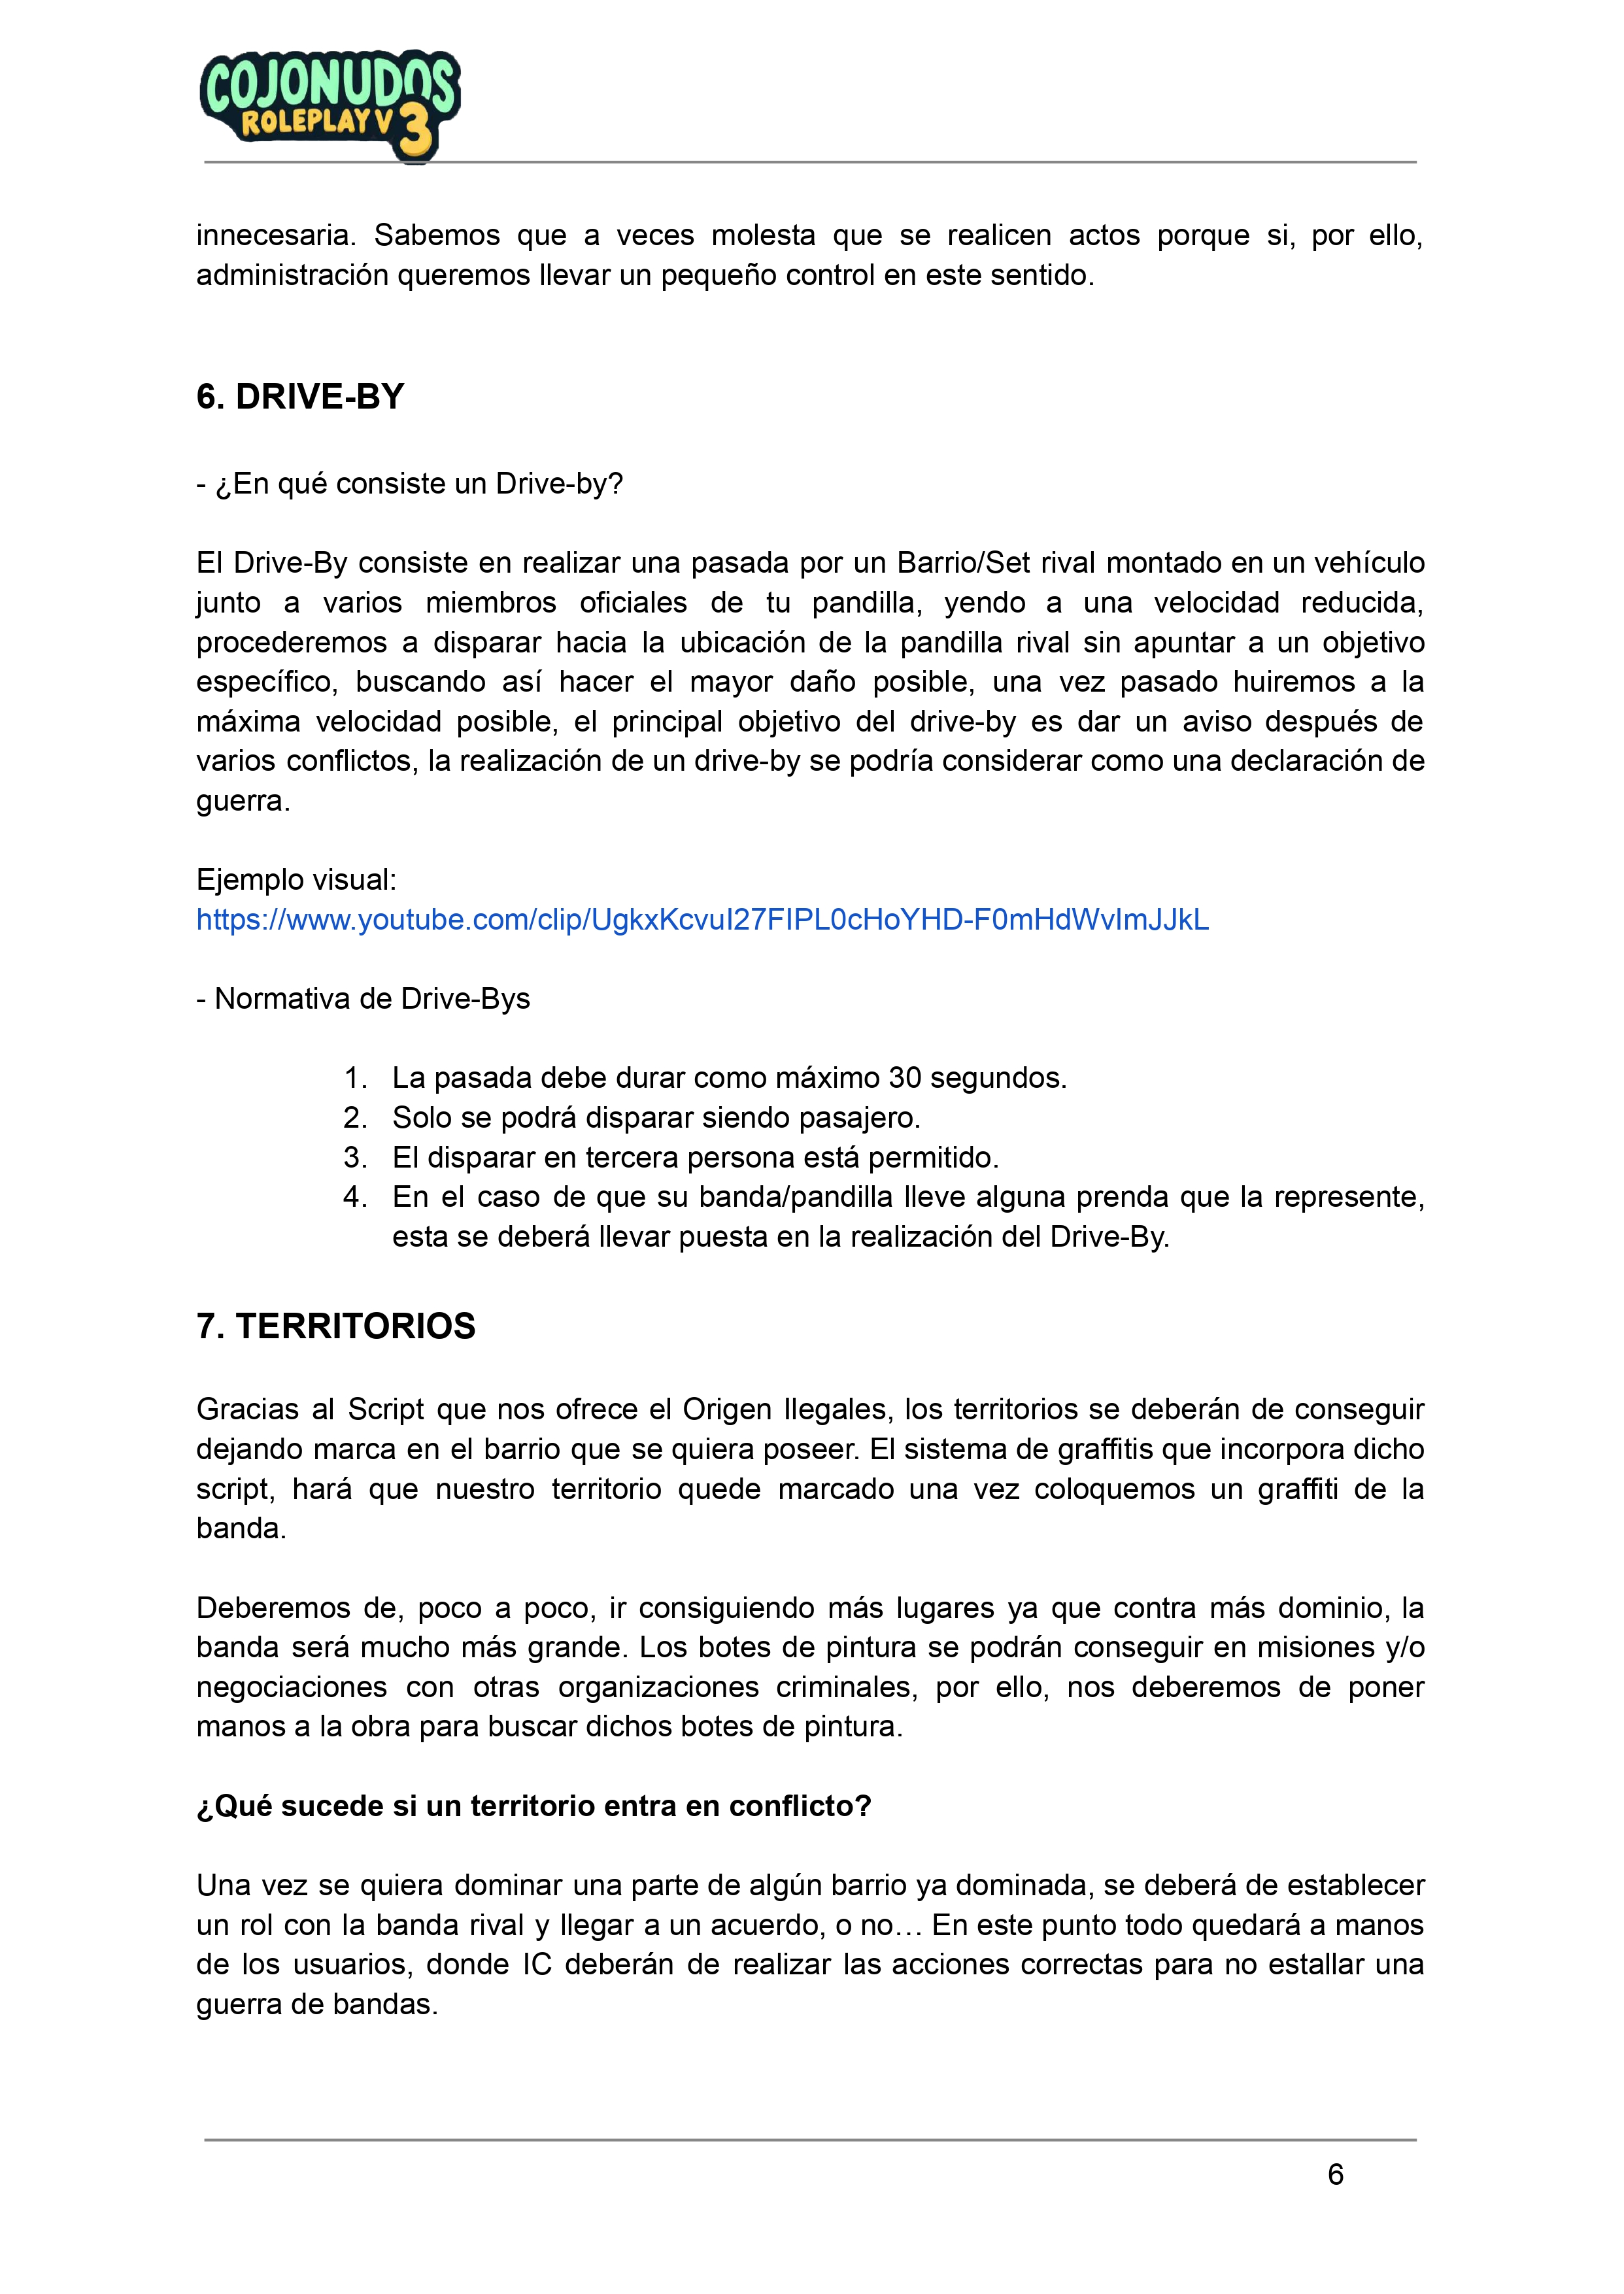 COJONUDOS
ROLEPLAY V 3
innecesaria. Sabemos que a veces molesta que se realicen actos porque si, por ello,
administración queremos llevar un pequeño control en este sentido.
6. DRIVE-BY
- ¿En qué consiste un Drive-by?
El Drive-By consiste en realizar una pasada por un Barrio/Set rival montado en un vehículo
junto a varios miembros oficiales de tu pandilla, yendo a una velocidad reducida,
procederemos a disparar hacia la ubicación de la pandilla rival sin apuntar a un objetivo
específico, buscando así hacer el mayor daño posible, una vez pasado huiremos a la
máxima velocidad posible, el principal objetivo del drive-by es dar un aviso después de
varios conflictos, la realización de un drive-by se podría considerar como una declaración de
guerra.
Ejemplo visual:
https://www.youtube.com/clip/UgkxKcvuI27FIPL0cHoYHD-F0mHdWvImJJkL
- Normativa de Drive-Bys
1. La pasada debe durar como máximo 30 segundos.
2. Solo se podrá disparar siendo pasajero.
3. El disparar en tercera persona está permitido.
4. En el caso de que su banda/pandilla lleve alguna prenda que la represente,
esta se deberá llevar puesta en la realización del Drive-By.
7. TERRITORIOS
Gracias al Script que nos ofrece el Origen Ilegales, los territorios se deberán de conseguir
dejando marca en el barrio que se quiera poseer. El sistema de graffitis que incorpora dicho
script, hará que nuestro territorio quede marcado una vez coloquemos un graffiti de la
banda.
Deberemos de, poco a poco, ir consiguiendo más lugares ya que contra más dominio, la
banda será mucho más grande. Los botes de pintura se podrán conseguir en misiones y/o
negociaciones con otras organizaciones criminales, por ello, nos deberemos de poner
manos a la obra para buscar dichos botes de pintura.
¿Qué sucede si un territorio entra en conflicto?
Una vez se quiera dominar una parte de algún barrio ya dominada, se deberá de establecer
un rol con la banda rival y llegar a un acuerdo, o no… En este punto todo quedará a manos
de los usuarios, donde IC deberán de realizar las acciones correctas para no estallar una
guerra de bandas.
6